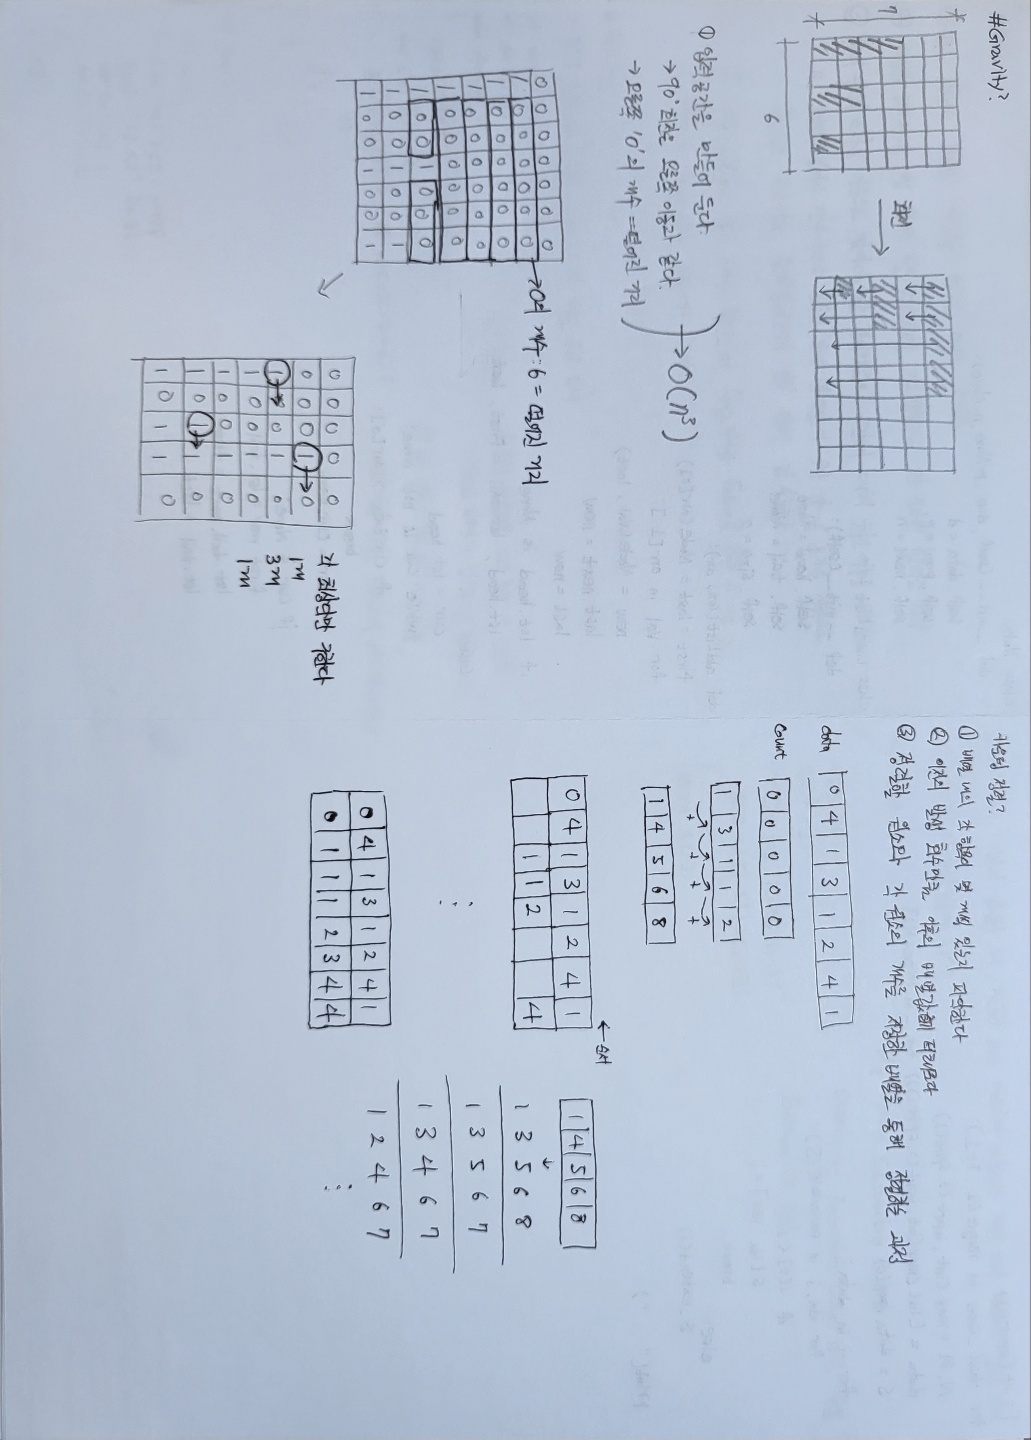 #Gravity?
7
6
회전
① 입력공간을 만들어 둔다
→ 90° 회전은 오른쪽 이동과 같다.
→ 오른쪽 '0'의 개수 = 떨어진 거리
→ O(n³)
0 0 0 0 0 0 0
1 0 0 0 0 0 0
1 0 0 0 0 0 0
1 0 0 0 0 0 0
1 0 0 0 0 0 0
1 0 0 1 0 0 0
1 0 0 1 0 0 1
1 0 0 1 0 0 1
→ 0의 개수 : 6 = 떨어진 거리
0 0 0 0 0
0 0 0 1 → 0
1 → 0 1 0
1 0 0 1 0
1 0 0 1 0
1 0 1 → 1 0
1 0 1 1 0
각 최상단만 구한다
1개
3개
1개
카운팅 정렬?
① 배열 내의 각 항목이 몇 개씩 있는지 파악한다
② 이전의 발생 횟수만큼 이후의 배열값에 더해준다
③ 정렬할 원소와 각 원소의 개수를 저장한 배열을 통해 정렬하는 과정
data 0 4 1 3 1 2 4 1
count 0 0 0 0 0
1 3 1 1 2
+ + + +
1 4 5 6 8
← 순서
0 4 1 3 1 2 4 1
1 1 2 4
⋮
0 4 1 3 1 2 4 1
0 1 1 1 2 3 4 4
1 4 5 6 8
↓
1 3 5 6 8
1 3 5 6 7
1 3 4 6 7
1 2 4 6 7
⋮